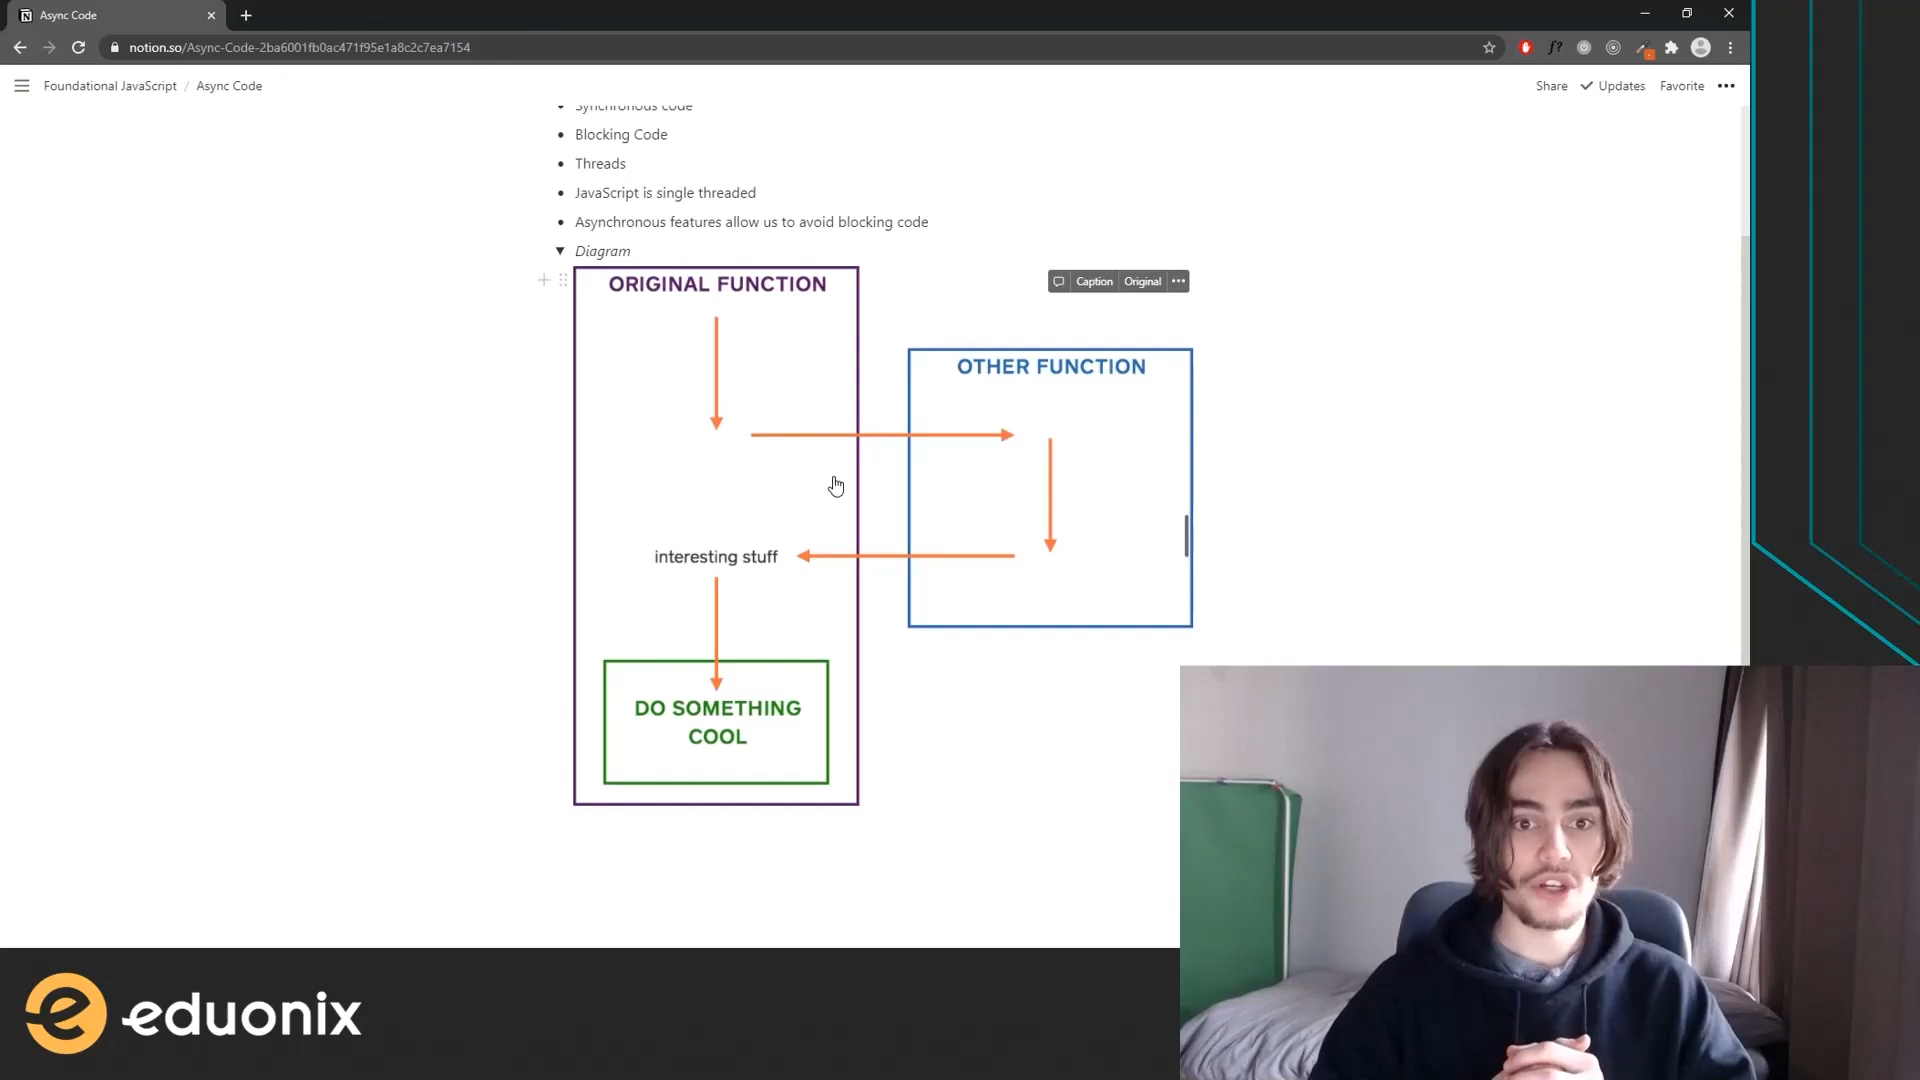 Async Code
notion.so/Async-Code-2ba6001fb0ac471f95e1a8c2c7ea7154
Foundational JavaScript / Async Code
Share
Updates
Favorite
Synchronous code
Blocking Code
Threads
JavaScript is single threaded
Asynchronous features allow us to avoid blocking code
Diagram
Caption
Original
ORIGINAL FUNCTION
OTHER FUNCTION
interesting stuff
DO SOMETHING
COOL
eduonix